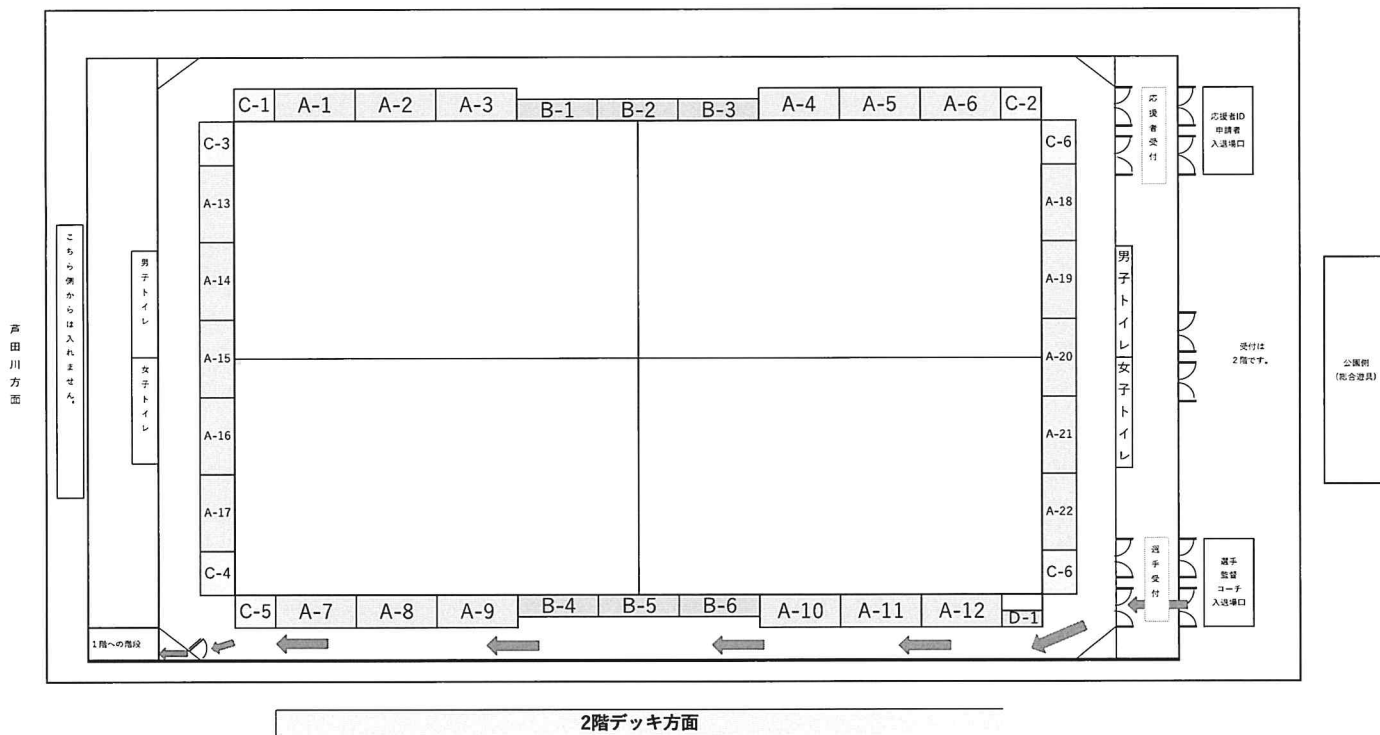 C-1 A-1 A-2 A-3 B-1 B-2 B-3 A-4 A-5 A-6 C-2
C-3
A-13
A-14
A-15
A-16
A-17
C-4
C-6
A-18
A-19
A-20
A-21
A-22
C-6
C-5 A-7 A-8 A-9 B-4 B-5 B-6 A-10 A-11 A-12 D-1
芦田川方面
こちら側からは入れません。
男子トイレ
女子トイレ
1階への階段
男子トイレ
女子トイレ
応援者受付
応援者ID
申請者
入退場口
受付は
2階です。
選手受付
選手
監督
コーチ
入退場口
公園側
(総合遊具)
2階デッキ方面